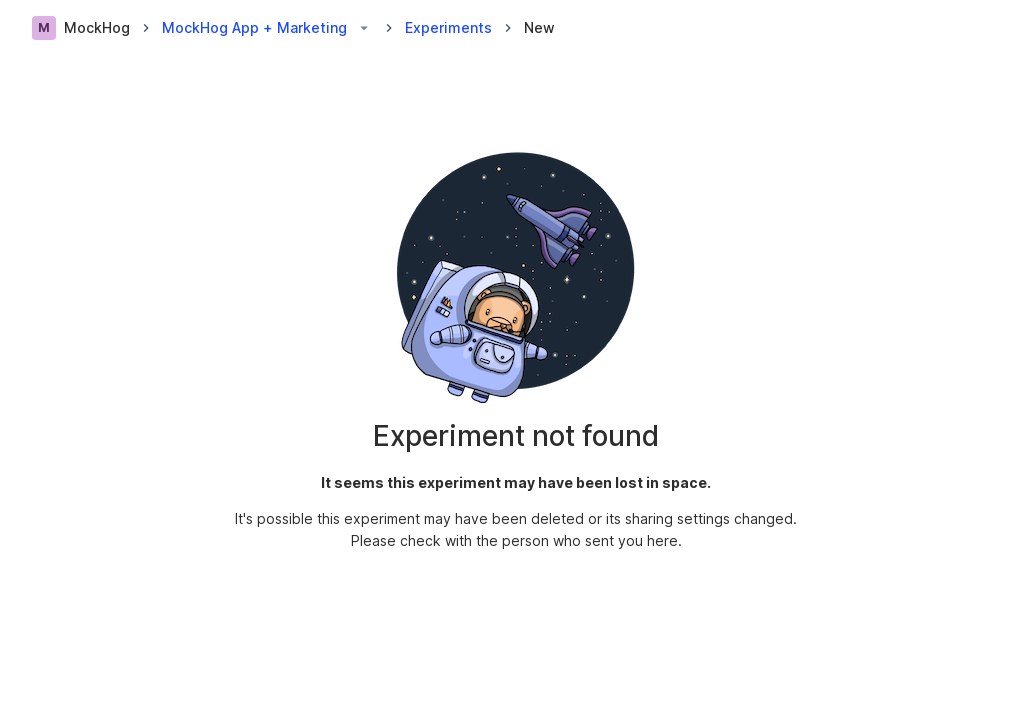 M MockHog MockHog App + Marketing Experiments New
Experiment not found
It seems this experiment may have been lost in space.
It's possible this experiment may have been deleted or its sharing settings changed.
Please check with the person who sent you here.